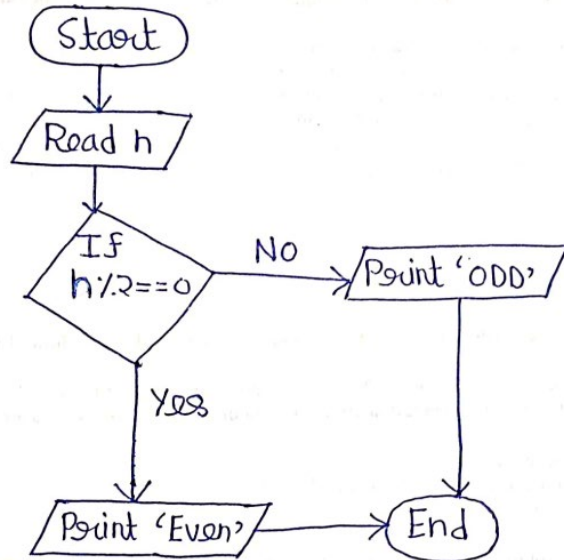 Start
Read n
If
n%2==0
NO
Print 'ODD'
Yes
Print 'Even'
End